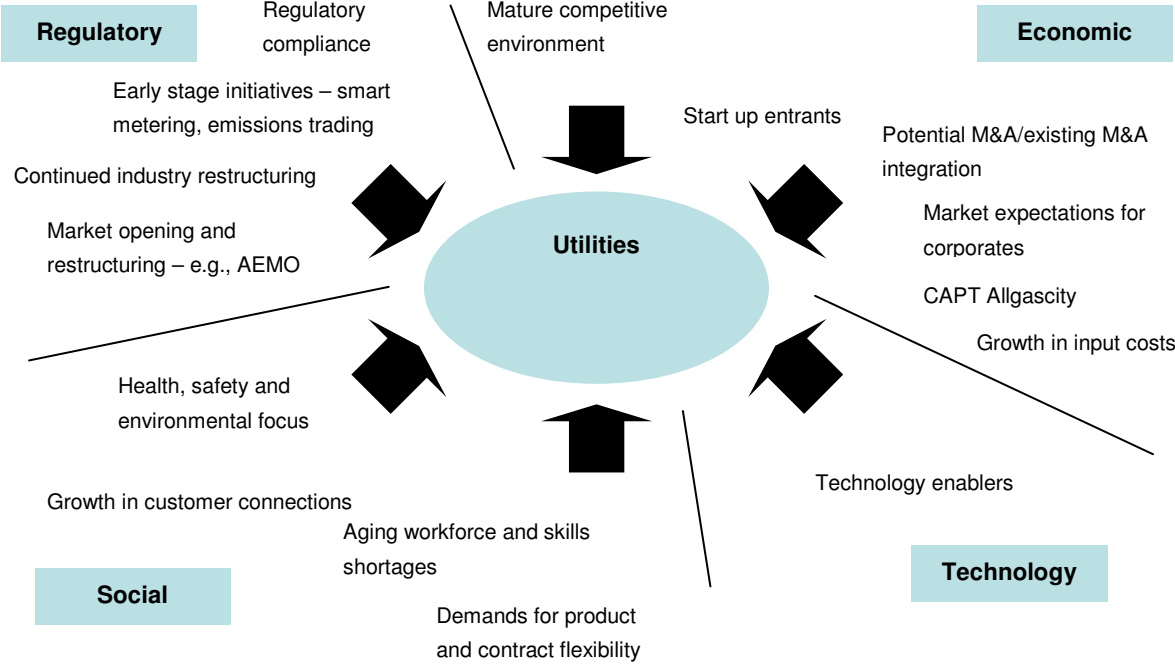 Regulatory
Regulatory
compliance
Early stage initiatives – smart
metering, emissions trading
Continued industry restructuring
Market opening and
restructuring – e.g., AEMO
Mature competitive
environment
Economic
Start up entrants
Potential M&A/existing M&A
integration
Market expectations for
corporates
CAPT Allgascity
Growth in input costs
Utilities
Health, safety and
environmental focus
Growth in customer connections
Aging workforce and skills
shortages
Demands for product
and contract flexibility
Social
Technology enablers
Technology